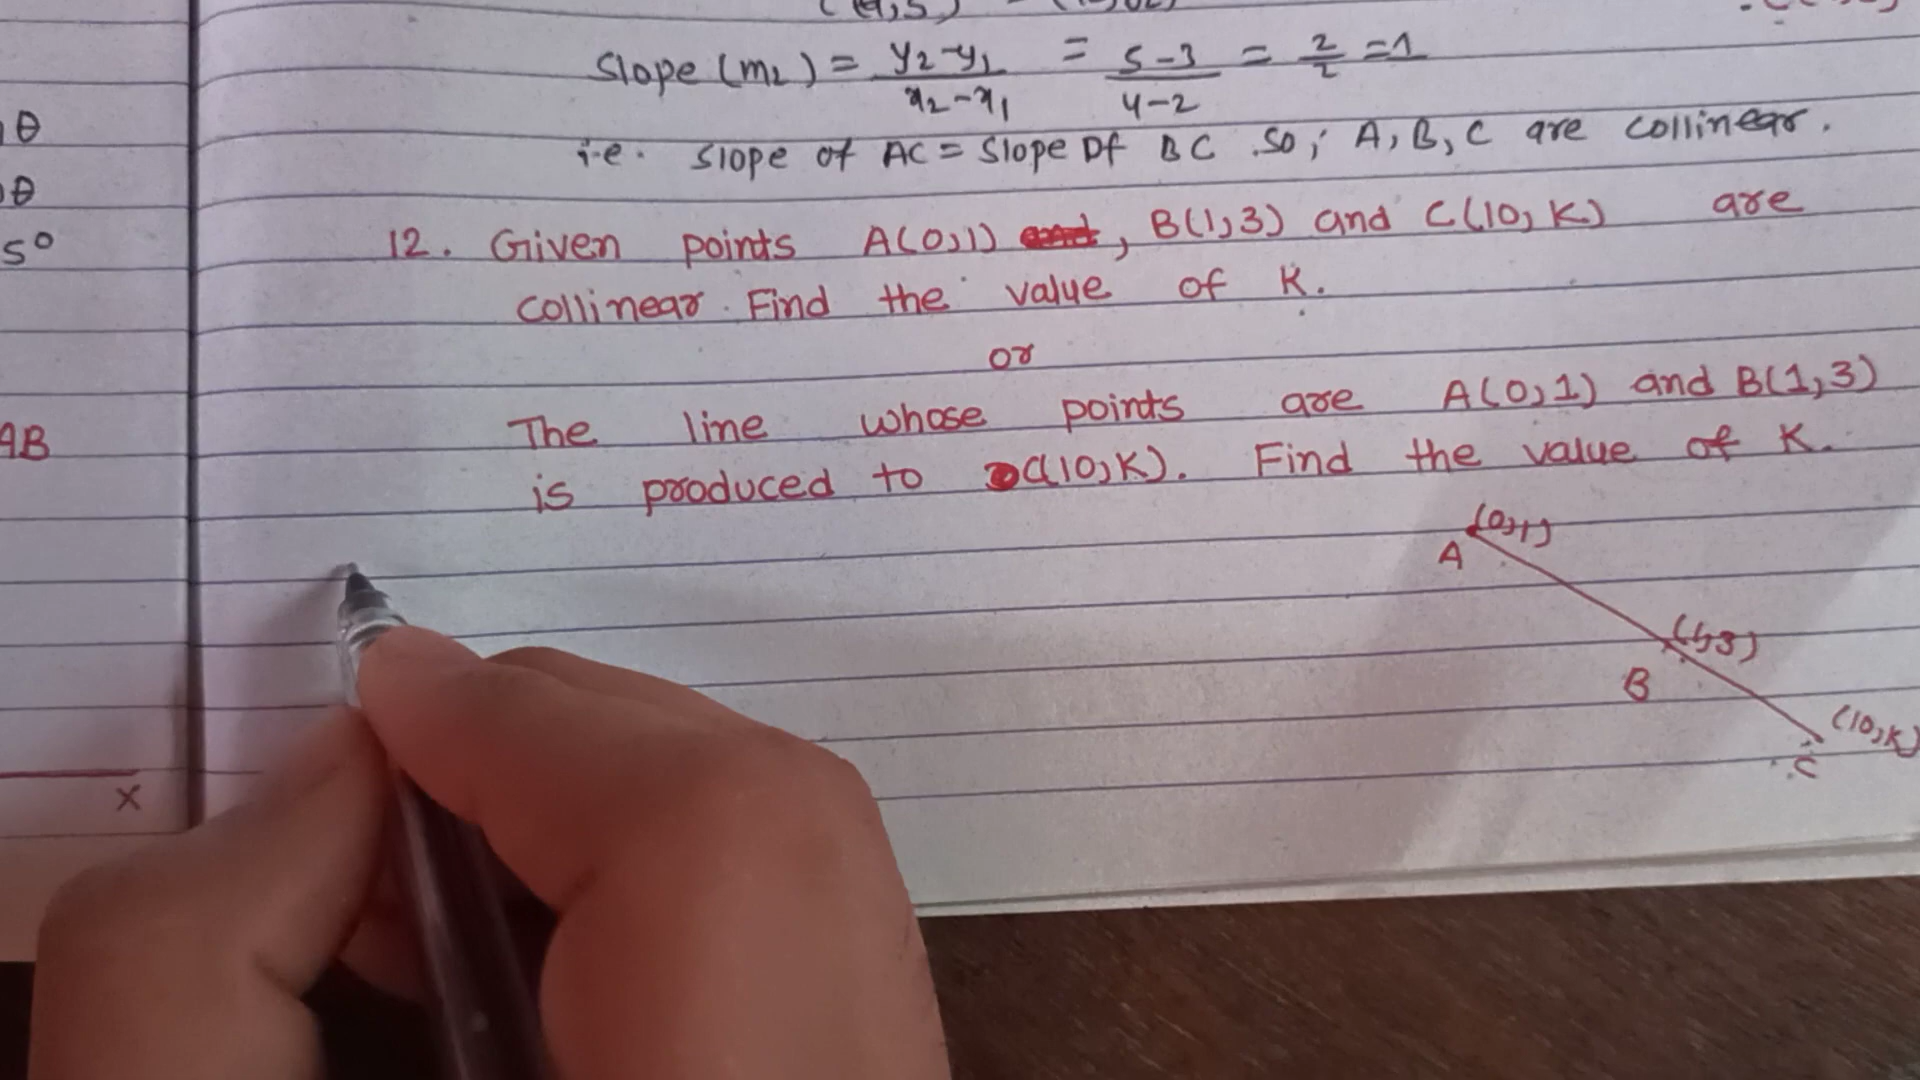 Slope (m2) = y2-y1 / x2-x1 = 5-3 / 4-2 = 2/2 = 1
i.e. slope of AC = Slope of BC . So ; A, B, C are collinear.
12. Given points A(0,1) , B(1,3) and C(10, K) are
collinear. Find the value of K.
or
The line whose points are A(0,1) and B(1,3)
is produced to C(10,K). Find the value of K.
(0,1)
A
(1,3)
B
(10,K)
C
θ
θ
5°
AB
X